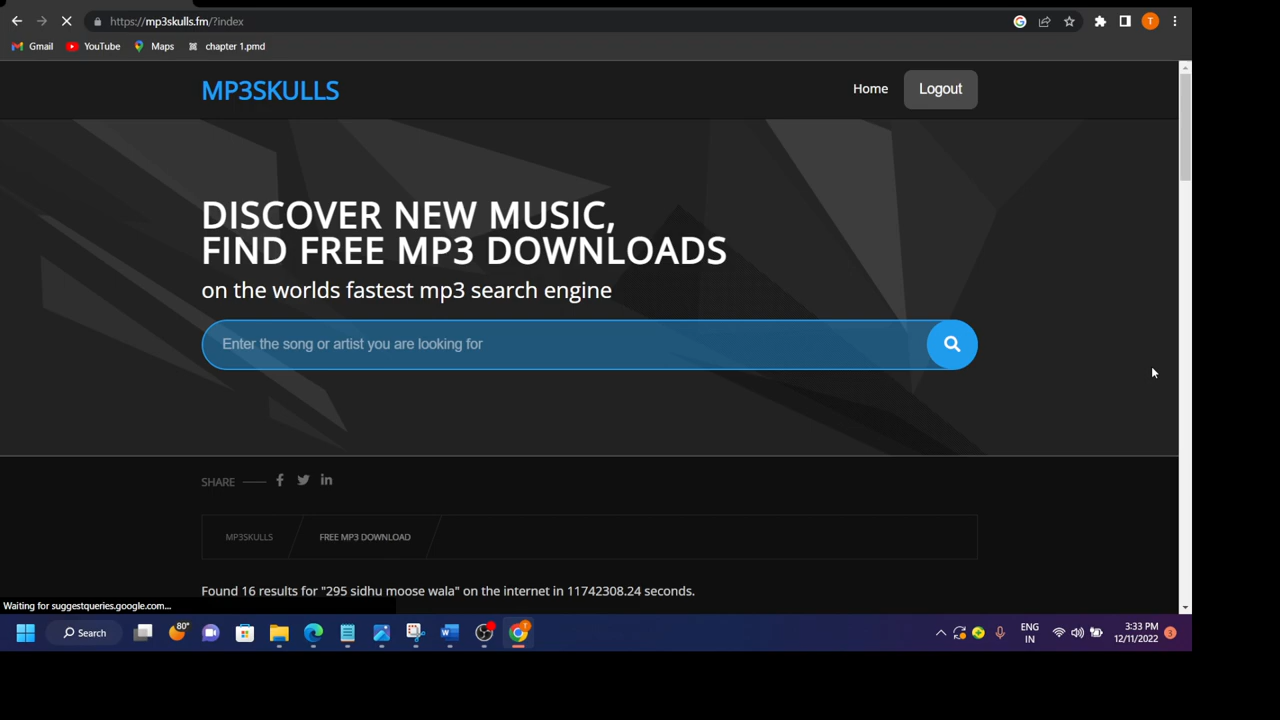 https://mp3skulls.fm/?index
T
Gmail YouTube Maps chapter 1.pmd
MP3SKULLS
Home Logout
DISCOVER NEW MUSIC,
FIND FREE MP3 DOWNLOADS
on the worlds fastest mp3 search engine
Enter the song or artist you are looking for
SHARE
MP3SKULLS FREE MP3 DOWNLOAD
Found 16 results for "295 sidhu moose wala" on the internet in 11742308.24 seconds.
Waiting for suggestqueries.google.com...
Search
80°
ENG
IN
3:33 PM
12/11/2022
3